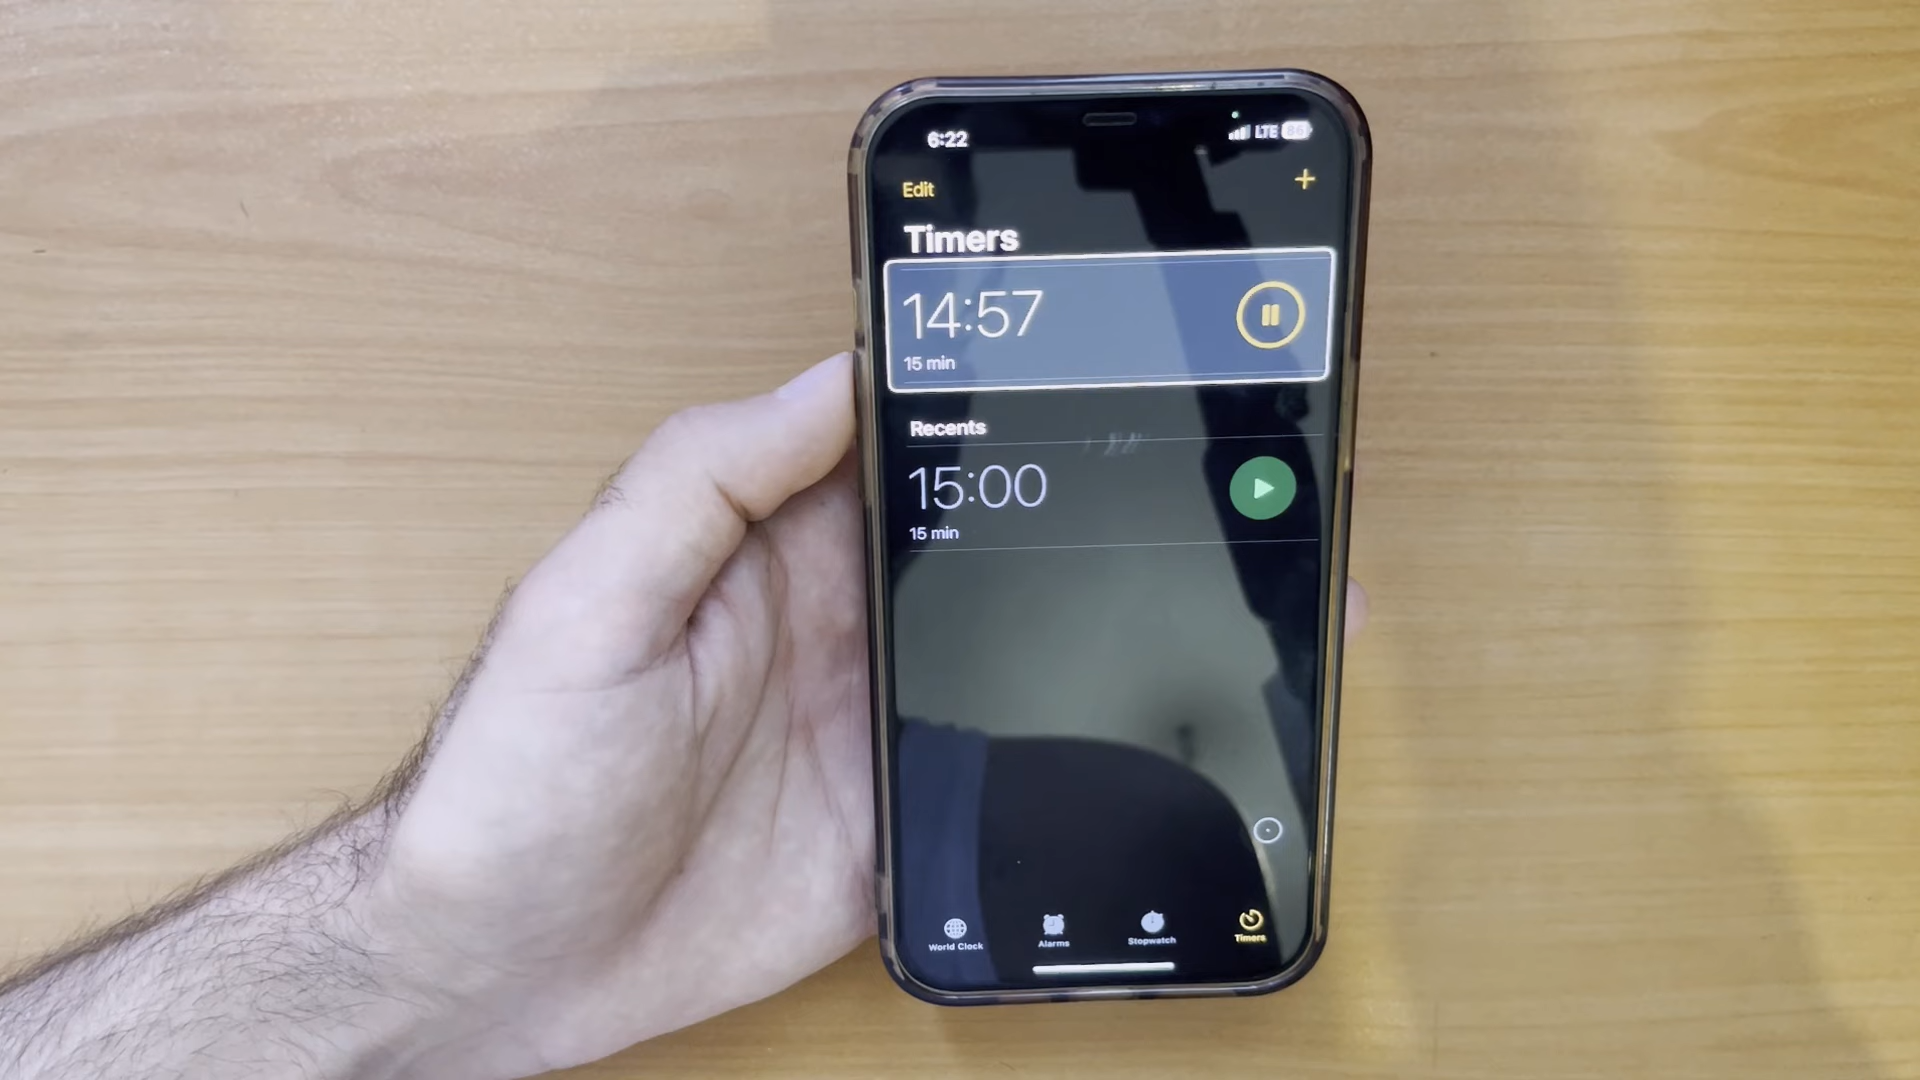 6:22
LTE 86
Edit
+
Timers
14:57
15 min
Recents
15:00
15 min
World Clock
Alarms
Stopwatch
Timers